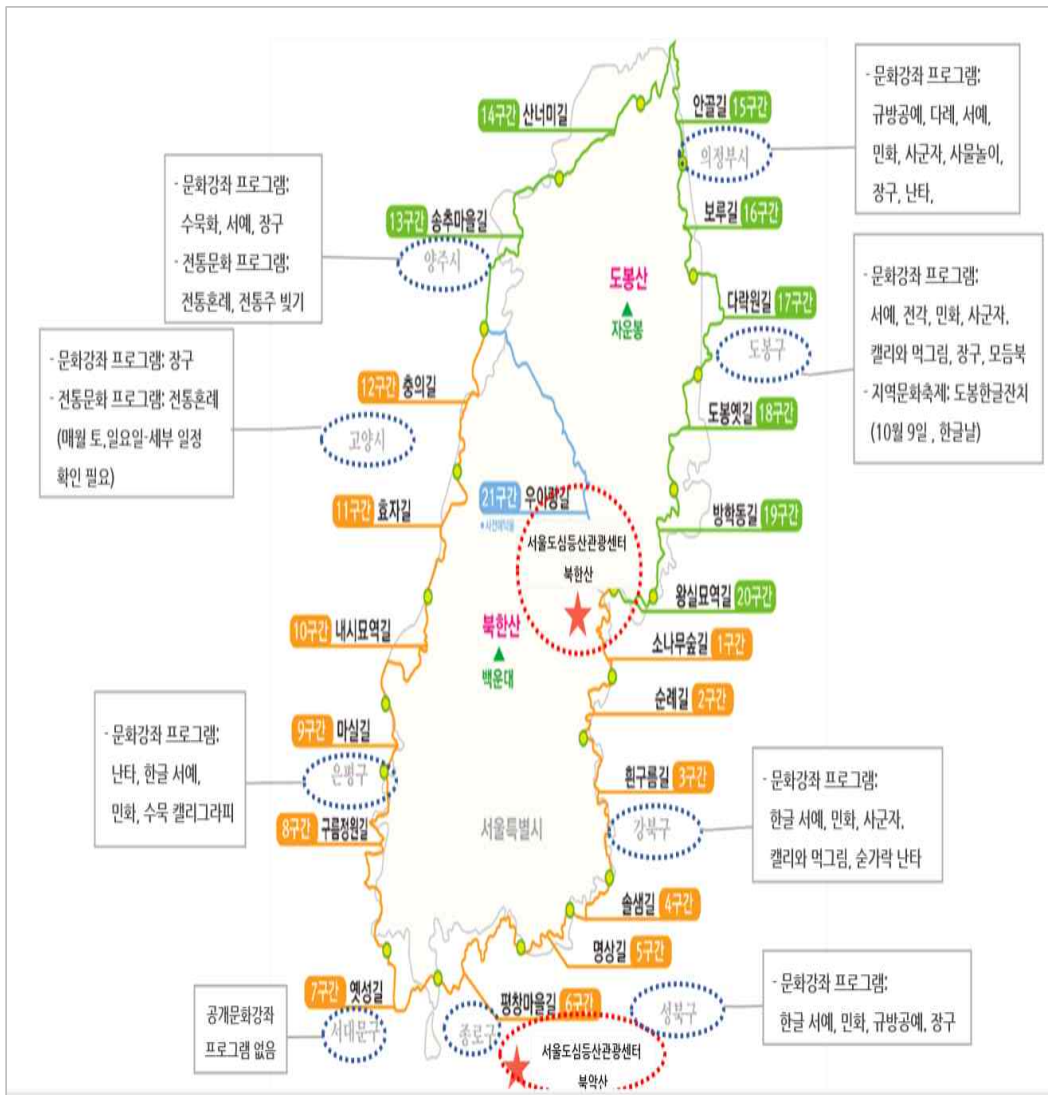 - 문화강좌 프로그램:
규방공예, 다례, 서예,
민화, 사군자, 사물놀이,
장구, 난타,
14구간 산너미길
안골길 15구간
의정부시
- 문화강좌 프로그램:
수묵화, 서예, 장구
- 전통문화 프로그램:
전통혼례, 전통주 빚기
13구간 송추마을길
양주시
보루길 16구간
도봉산
자운봉
다락원길 17구간
도봉구
- 문화강좌 프로그램:
서예, 전각, 민화, 사군자,
캘리와 먹그림, 장구, 모듬북
- 지역문화축제: 도봉한글잔치
(10월 9일 , 한글날)
- 문화강좌 프로그램: 장구
- 전통문화 프로그램: 전통혼례
(매월 토,일요일-세부 일정
확인 필요)
12구간 충의길
고양시
도봉옛길 18구간
11구간 효자길
21구간 우이령길
*사전예약제
방학동길 19구간
서울도심등산관광센터
북한산
왕실묘역길 20구간
10구간 내시묘역길
북한산
백운대
소나무숲길 1구간
순례길 2구간
- 문화강좌 프로그램:
난타, 한글 서예,
민화, 수묵 캘리그라피
9구간 마실길
은평구
8구간 구름정원길
서울특별시
흰구름길 3구간
강북구
- 문화강좌 프로그램:
한글 서예, 민화, 사군자,
캘리와 먹그림, 숟가락 난타
솔샘길 4구간
명상길 5구간
7구간 옛성길
평창마을길 6구간
공개문화강좌
프로그램 없음
서대문구
종로구
성북구
- 문화강좌 프로그램:
한글 서예, 민화, 규방공예, 장구
서울도심등산관광센터
북악산